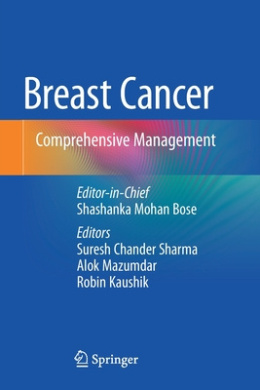 Breast Cancer
Comprehensive Management
Editor-in-Chief
Shashanka Mohan Bose
Editors
Suresh Chander Sharma
Alok Mazumdar
Robin Kaushik
Springer